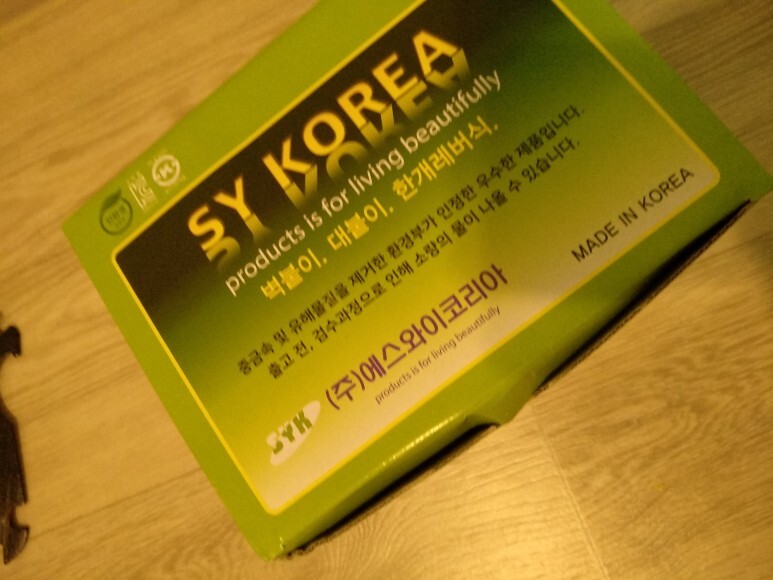 SY KOREA
products is for living beautifully
벽붙이, 대붙이, 한개레버식,
중금속 및 유해물질을 제거한 환경부가 인정한 우수한 제품입니다.
출고 전, 검수과정으로 인해 소량의 물이 나올 수 있습니다.
MADE IN KOREA
SYK
(주)에스와이코리아
products is for living beautifully